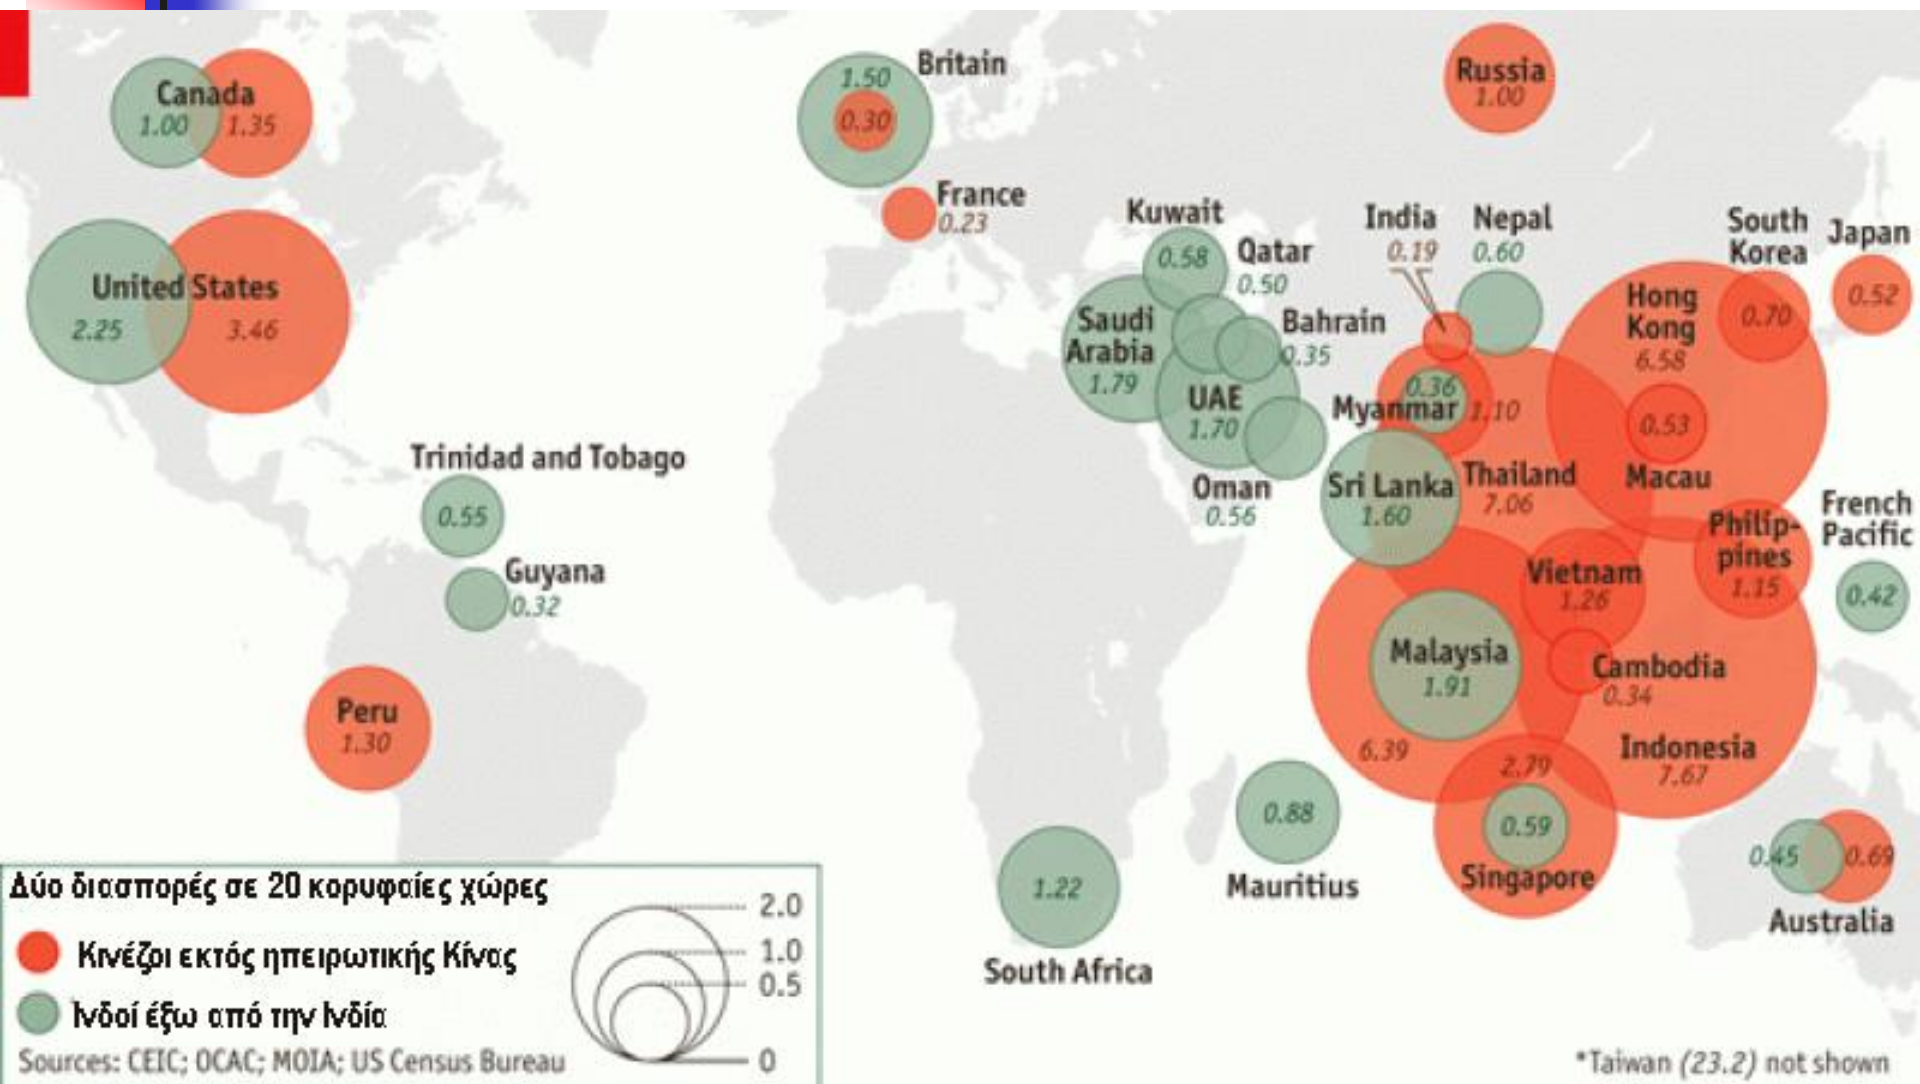 Canada
1.00 1.35
United States
2.25 3.46
Trinidad and Tobago
0.55
Guyana
0.32
Peru
1.30
Britain
1.50
0.30
France
0.23
Russia
1.00
Kuwait
0.58
Qatar
0.50
Saudi
Arabia
1.79
Bahrain
0.35
UAE
1.70
Oman
0.56
India
0.19
Nepal
0.60
Myanmar
0.36
1.10
Sri Lanka
1.60
Thailand
7.06
Hong
Kong
6.58
South
Korea
0.70
Japan
0.52
0.53
Macau
Philip-
pines
1.15
French
Pacific
0.42
Vietnam
1.26
Malaysia
1.91
6.39
Cambodia
0.34
Indonesia
7.67
2.79
0.59
Singapore
0.88
Mauritius
1.22
South Africa
0.45 0.69
Australia
Δύο διασπορές σε 20 κορυφαίες χώρες
Κινέζοι εκτός ηπειρωτικής Κίνας
Ινδοί έξω από την Ινδία
2.0
1.0
0.5
0
Sources: CEIC; OCAC; MOIA; US Census Bureau
*Taiwan (23.2) not shown